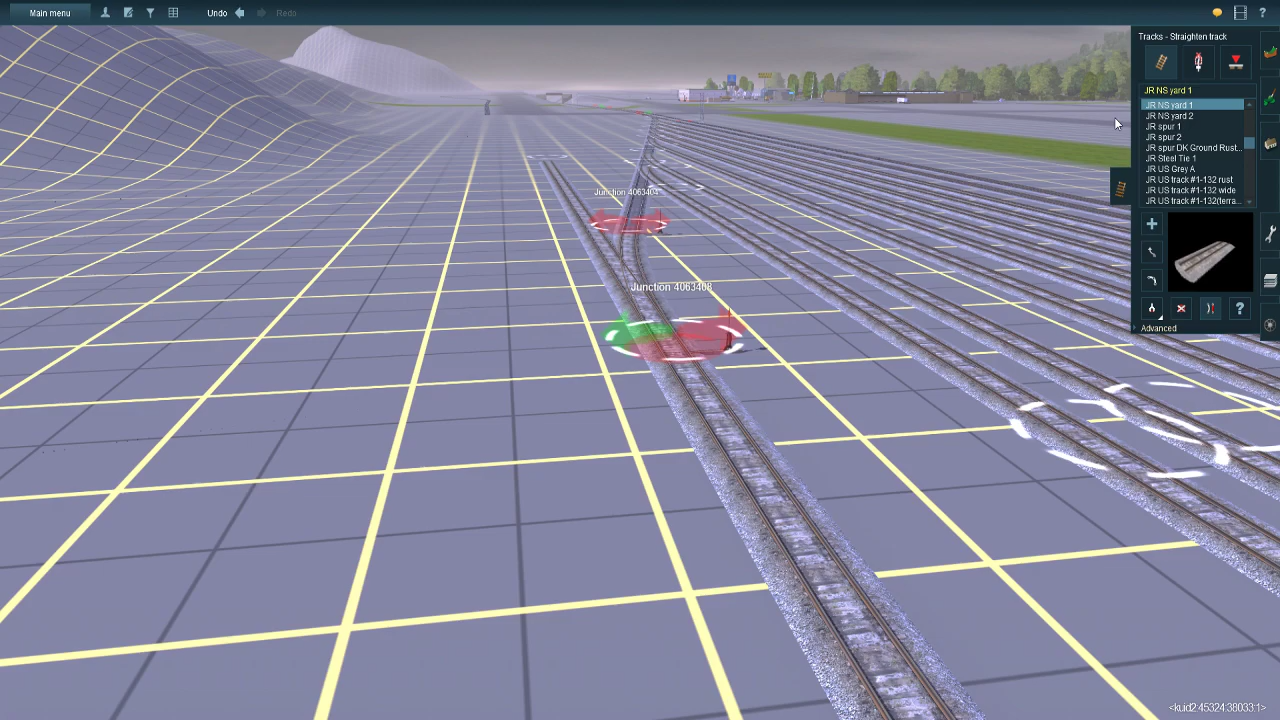 Main menu
Undo
Redo
?
Tracks - Straighten track
JR NS yard 1
JR NS yard 1
JR NS yard 2
JR spur 1
JR spur 2
JR spur DK Ground Rust...
JR Steel Tie 1
JR US Grey A
JR US track #1-132 rust
JR US track #1-132 wide
JR US track #1-132(terra...
?
Advanced
Junction 4063404
Junction 4063408
<kuid2:45324:38033:1>